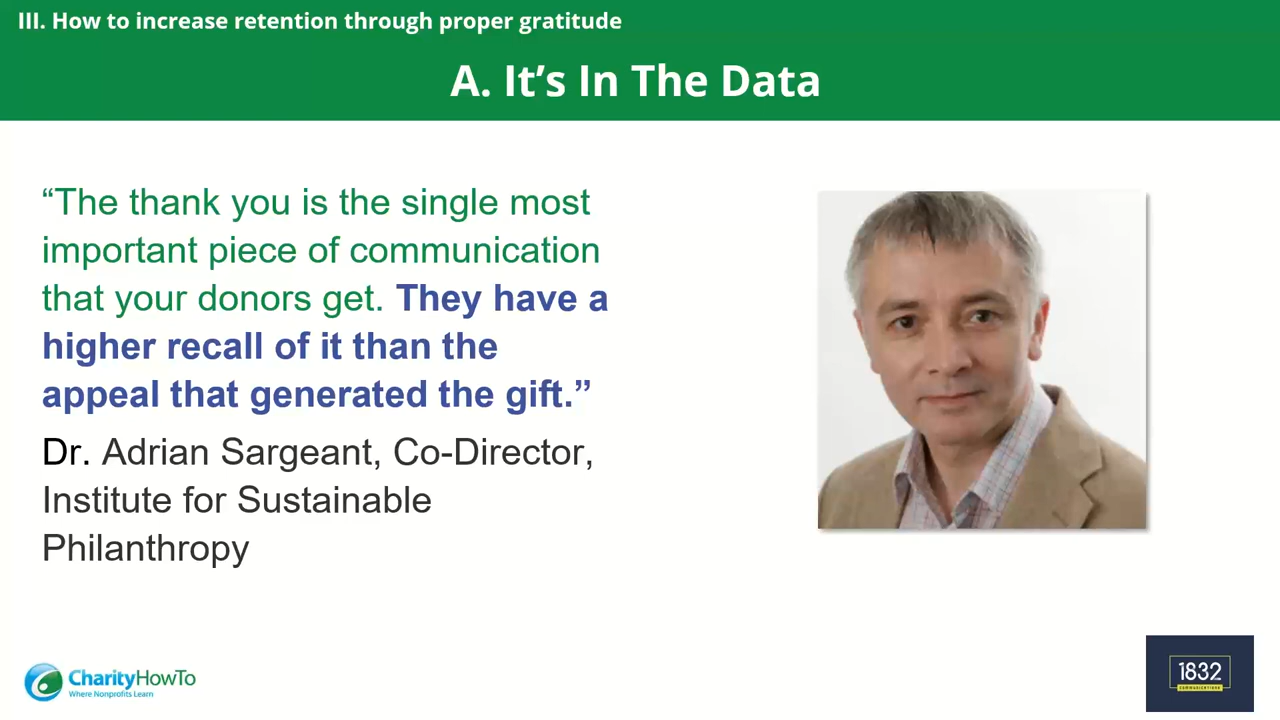 III. How to increase retention through proper gratitude
A. It’s In The Data
“The thank you is the single most
important piece of communication
that your donors get. They have a
higher recall of it than the
appeal that generated the gift.”
Dr. Adrian Sargeant, Co-Director,
Institute for Sustainable
Philanthropy
CharityHowTo
Where Nonprofits Learn
1832
COMMUNICATIONS